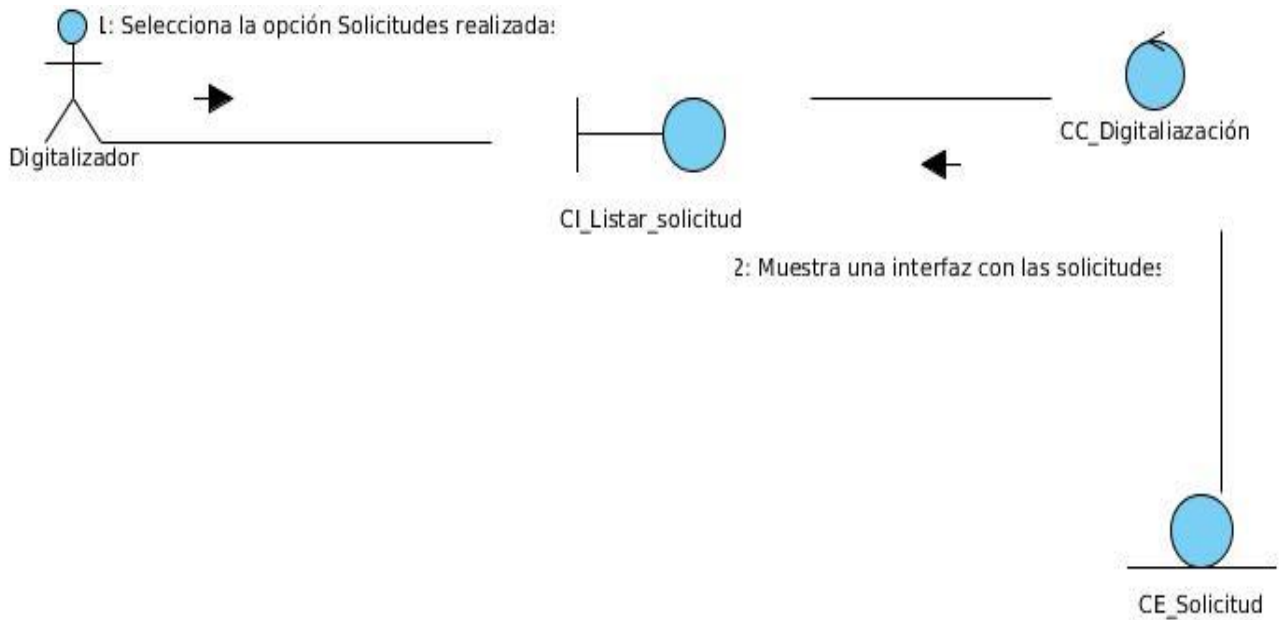 1: Selecciona la opción Solicitudes realizadas
CC_Digitaliazación
Digitalizador
CI_Listar_solicitud
2: Muestra una interfaz con las solicitudes
CE_Solicitud